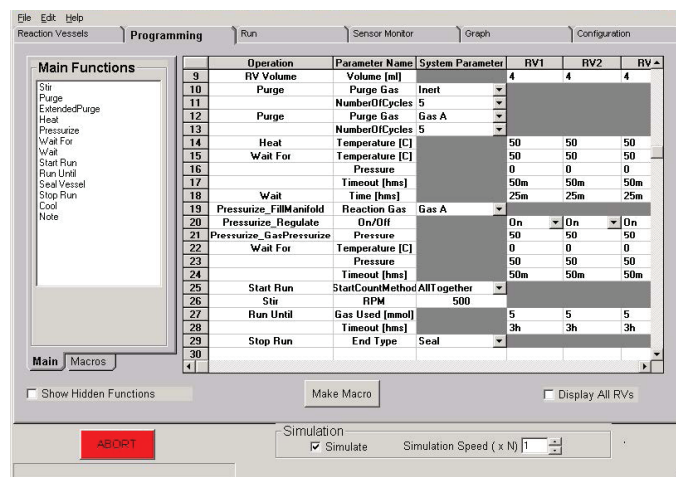 File Edit Help
Reaction Vessels Programming Run Sensor Monitor Graph Configuration
Main Functions
Stir
Purge
ExtendedPurge
Heat
Pressurize
Wait For
Wait
Start Run
Run Until
Seal Vessel
Stop Run
Cool
Note
Main Macros
Operation Parameter Name System Parameter RV1 RV2 RV
9 RV Volume Volume [ml] 4 4 4
10 Purge Purge Gas Inert
11 NumberOfCycles 5
12 Purge Purge Gas Gas A
13 NumberOfCycles 5
14 Heat Temperature [C] 50 50 50
15 Wait For Temperature [C] 50 50 50
16 Pressure 0 0 0
17 Timeout [hms] 50m 50m 50m
18 Wait Time [hms] 25m 25m 25m
19 Pressurize_FillManifold Reaction Gas Gas A
20 Pressurize_Regulate On/Off On On On
21 Pressurize_GasPressurize Pressure 50 50 50
22 Wait For Temperature [C] 0 0 0
23 Pressure 50 50 50
24 Timeout [hms] 50m 50m 50m
25 Start Run StartCountMethod AllTogether
26 Stir RPM 500
27 Run Until Gas Used [mmol] 5 5 5
28 Timeout [hms] 3h 3h 3h
29 Stop Run End Type Seal
30
Show Hidden Functions Make Macro Display All RVs
ABORT
Simulation
Simulate Simulation Speed ( x N) 1